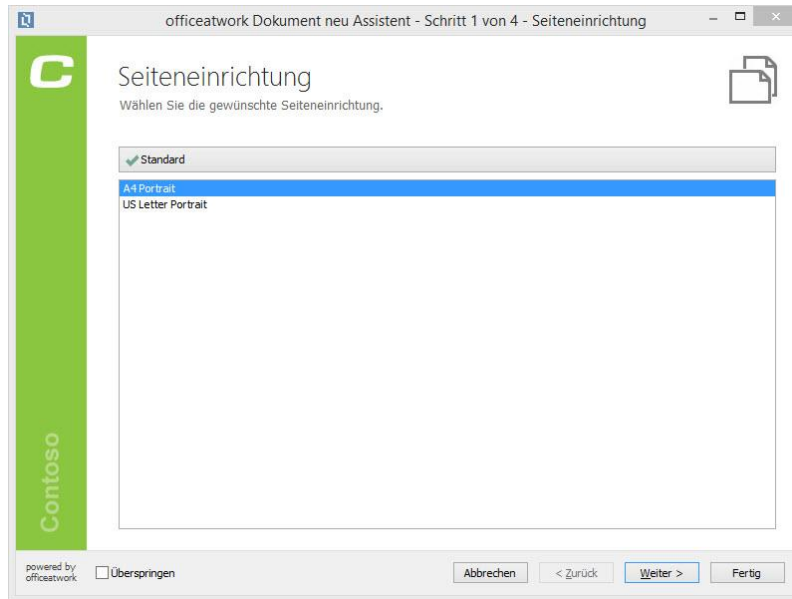 officeatwork Dokument neu Assistent - Schritt 1 von 4 - Seiteneinrichtung
C
Seiteneinrichtung
Wählen Sie die gewünschte Seiteneinrichtung.
Standard
A4 Portrait
US Letter Portrait
Contoso
powered by
officeatwork
Überspringen
Abbrechen
< Zurück
Weiter >
Fertig